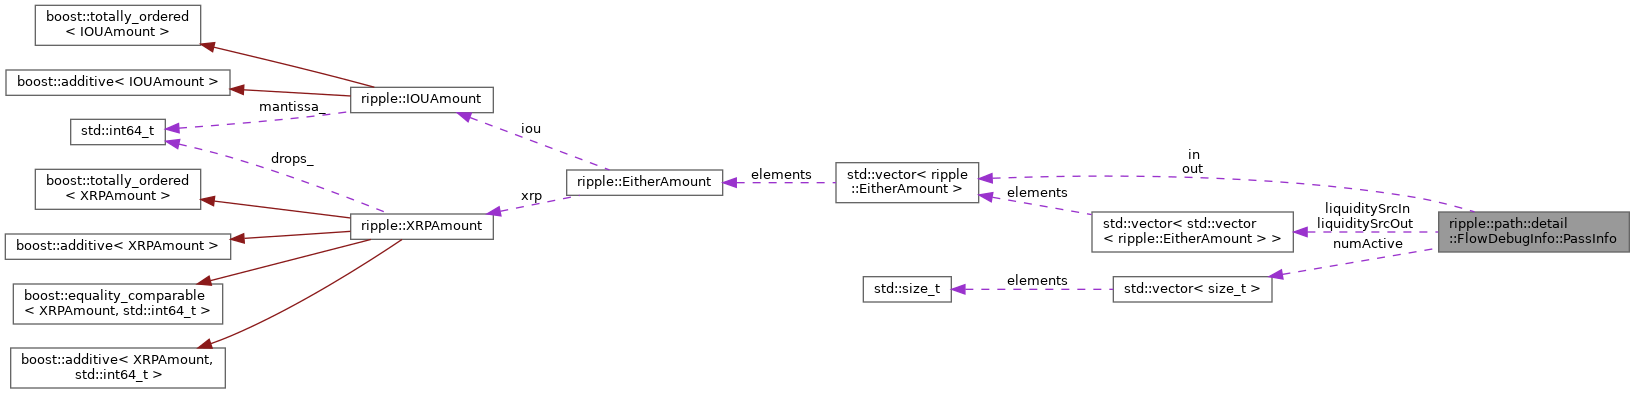 boost::totally_ordered
< IOUAmount >
boost::additive< IOUAmount >
ripple::IOUAmount
mantissa_
std::int64_t
iou
drops_
in
out
boost::totally_ordered
< XRPAmount >
ripple::EitherAmount
elements
std::vector< ripple
::EitherAmount >
elements
xrp
liquiditySrcIn
liquiditySrcOut
ripple::XRPAmount
std::vector< std::vector
< ripple::EitherAmount > >
ripple::path::detail
::FlowDebugInfo::PassInfo
boost::additive< XRPAmount >
numActive
elements
std::size_t
std::vector< size_t >
boost::equality_comparable
< XRPAmount, std::int64_t >
boost::additive< XRPAmount,
std::int64_t >